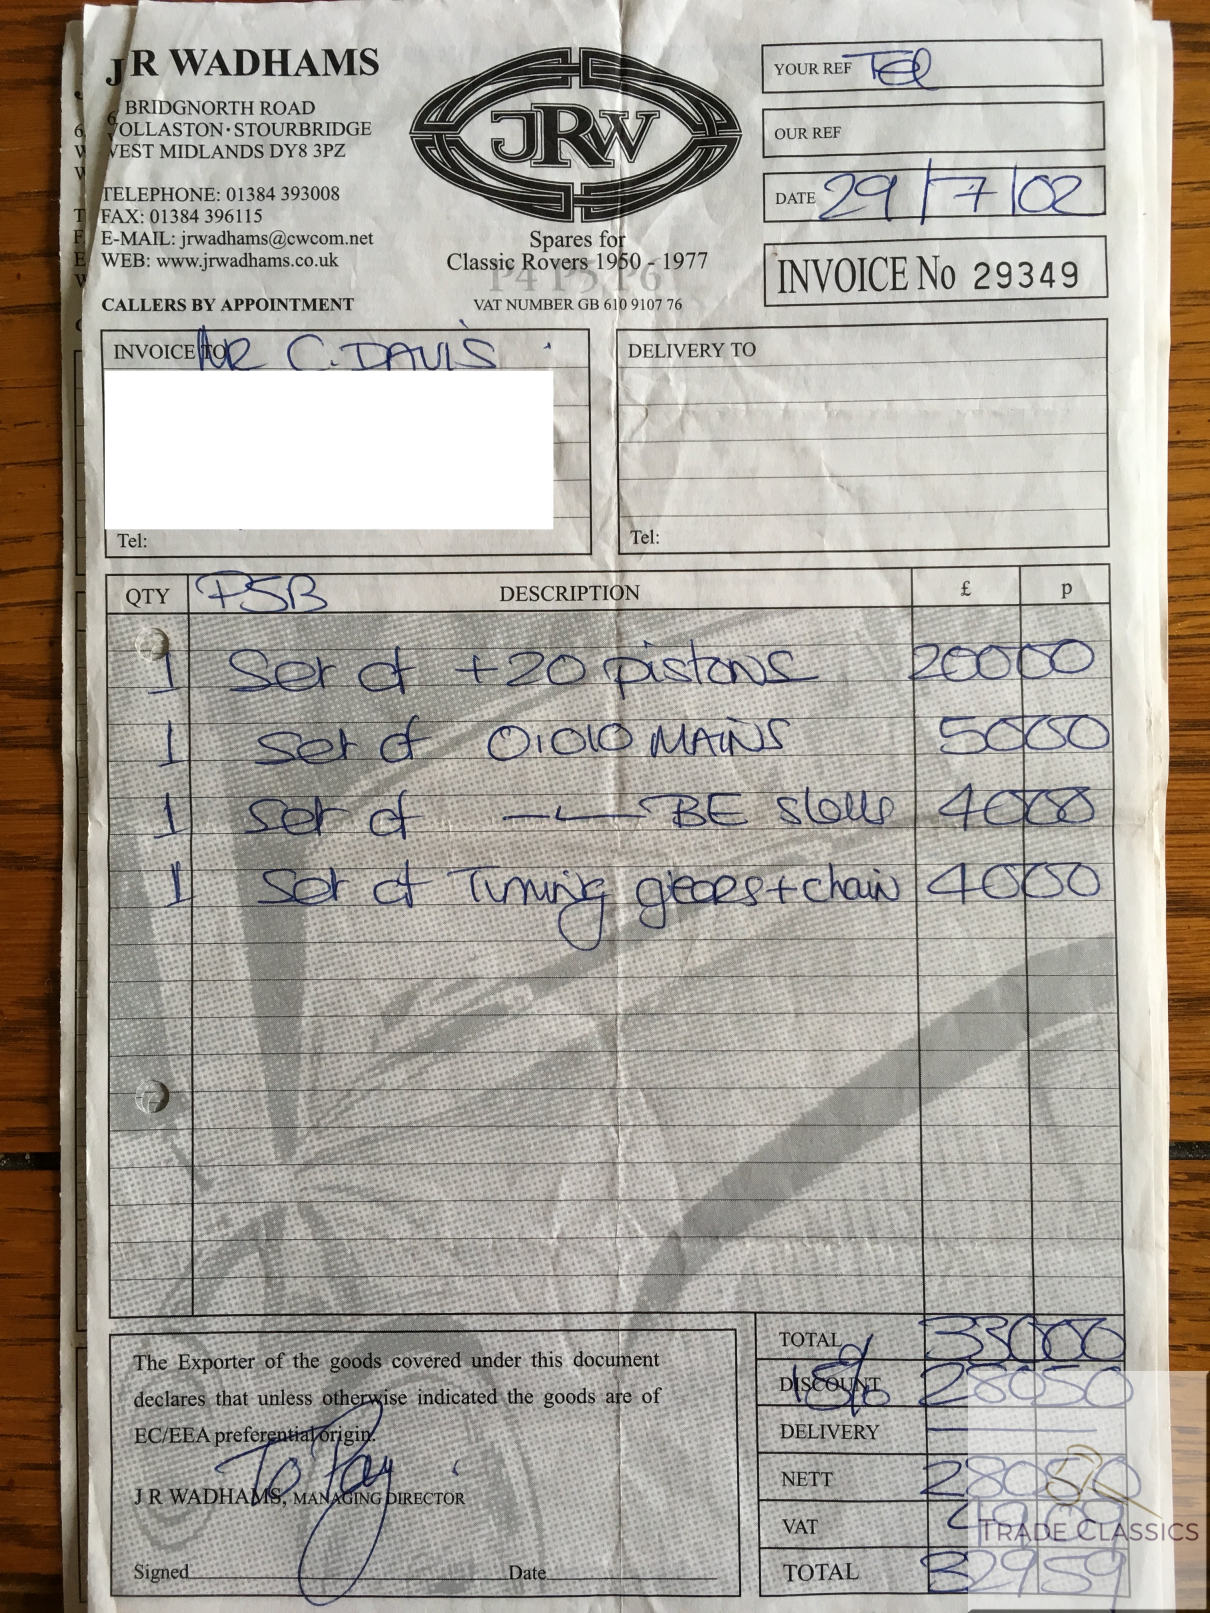 JR WADHAMS
BRIDGNORTH ROAD
OLLASTON·STOURBRIDGE
WEST MIDLANDS DY8 3PZ
TELEPHONE: 01384 393008
FAX: 01384 396115
E-MAIL: jrwadhams@cwcom.net
WEB: www.jrwadhams.co.uk
CALLERS BY APPOINTMENT
JRW
Spares for
Classic Rovers 1950 - 1977
P4 P5 P6
VAT NUMBER GB 610 9107 76
YOUR REF Tel
OUR REF
DATE 29/7/02
INVOICE No 29349
INVOICE TO MR C. DAVIS
Tel:
DELIVERY TO
Tel:
QTY P5B DESCRIPTION £ p
1 Set of +20 pistons 200 00
1 Set of 0.010 MAINS 50 00
1 Set of BE shells 40 00
1 Set of Timing gears + chain 40 00
The Exporter of the goods covered under this document
declares that unless otherwise indicated the goods are of
EC/EEA preferential origin.
To Pay
J R WADHAMS, MANAGING DIRECTOR
Signed Date
TOTAL 330 00
DISCOUNT 15% 280 50
DELIVERY
NETT 280 50
VAT
TOTAL 329 59
TRADE CLASSICS